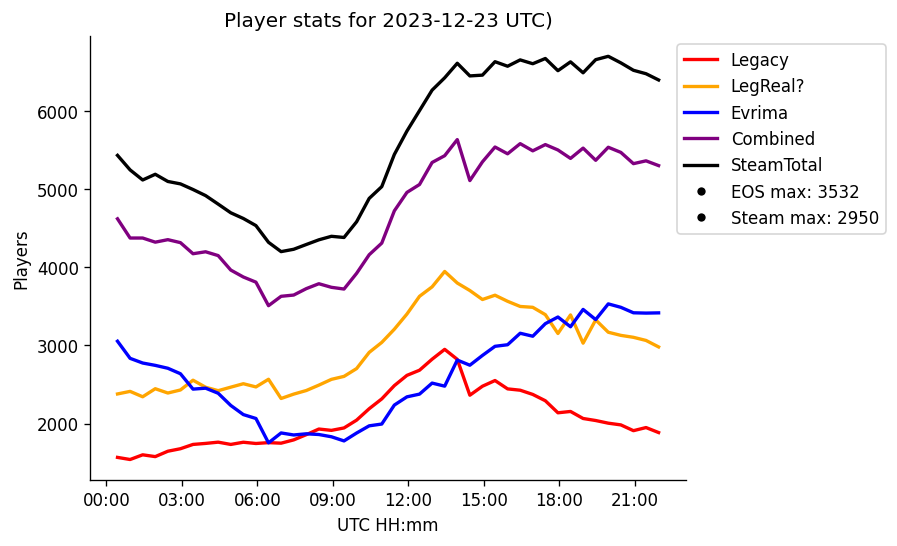 Player stats for 2023-12-23 UTC)
Legacy
LegReal?
Evrima
Combined
SteamTotal
EOS max: 3532
Steam max: 2950
Players
6000
5000
4000
3000
2000
00:00 03:00 06:00 09:00 12:00 15:00 18:00 21:00
UTC HH:mm